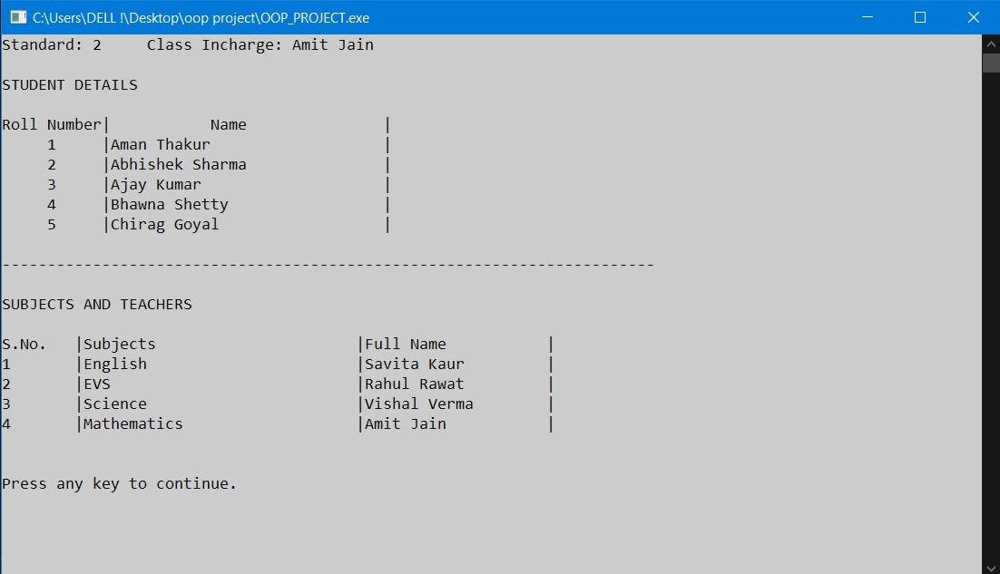 C:\Users\DELL !\Desktop\oop project\OOP_PROJECT.exe
Standard: 2     Class Incharge: Amit Jain
STUDENT DETAILS
Roll Number|           Name               |
     1     |Aman Thakur                   |
     2     |Abhishek Sharma               |
     3     |Ajay Kumar                    |
     4     |Bhawna Shetty                 |
     5     |Chirag Goyal                  |
------------------------------------------------------------------------
SUBJECTS AND TEACHERS
S.No.   |Subjects                      |Full Name           |
1       |English                       |Savita Kaur         |
2       |EVS                           |Rahul Rawat         |
3       |Science                       |Vishal Verma        |
4       |Mathematics                   |Amit Jain           |
Press any key to continue.